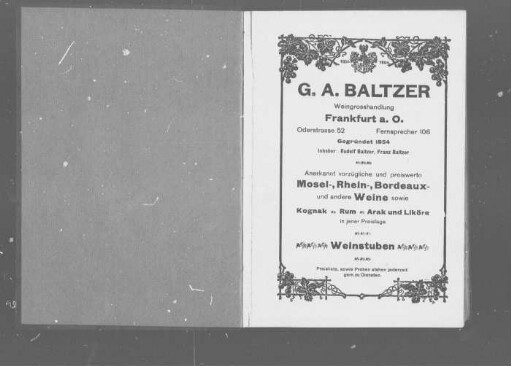 G. A. BALTZER
Weingrosshandlung
Frankfurt a. O.
Oderstrasse 52 Fernsprecher 106
Gegründet 1854
Inhaber: Rudolf Baltzer, Franz Baltzer
Anerkannt vorzügliche und preiswerte
Mosel-, Rhein-, Bordeaux-
und andere Weine sowie
Kognak Rum Arak und Liköre
in jeder Preislage
Weinstuben
Preisliste, sowie Proben stehen jederzeit
gern zu Diensten